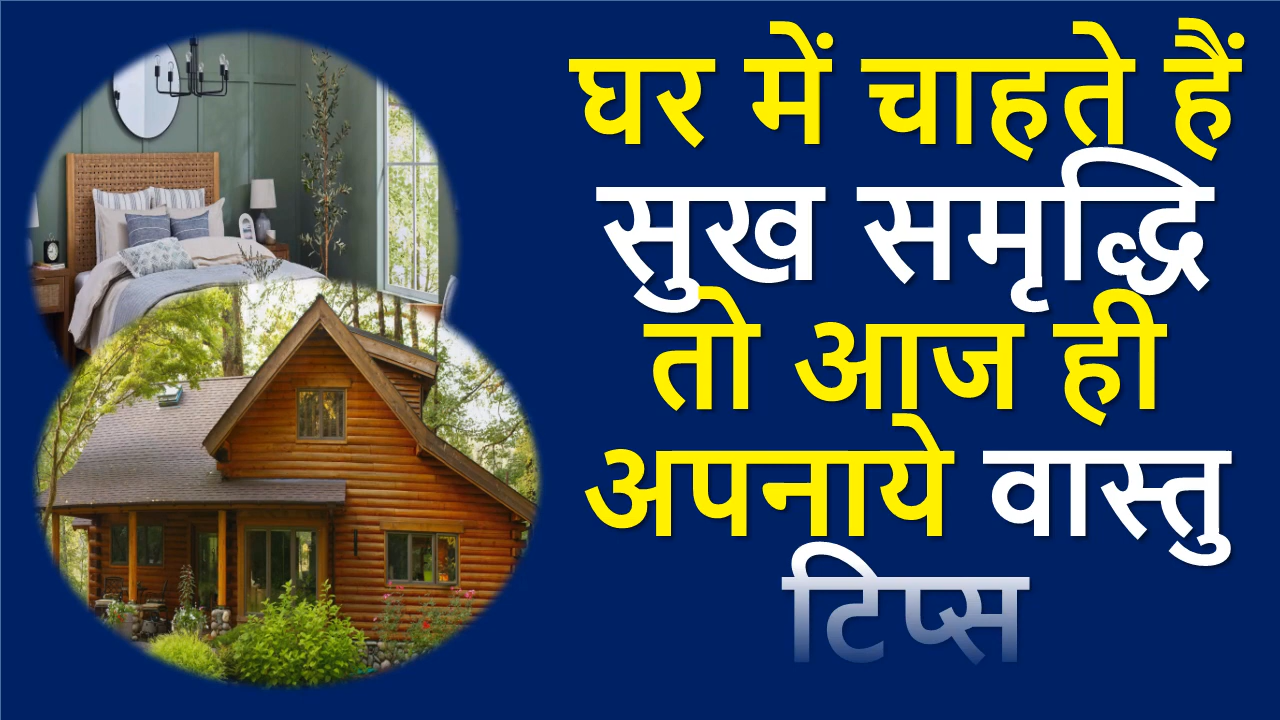 घर में चाहते हैं
सुख समृद्धि
तो आज ही
अपनाये वास्तु
टिप्स